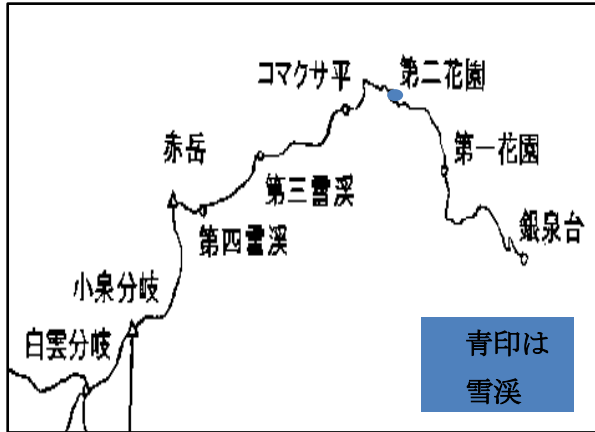 コマクサ平
第二花園
赤岳
第一花園
第三雪渓
第四雪渓
銀泉台
小泉分岐
白雲分岐
青印は
雪渓